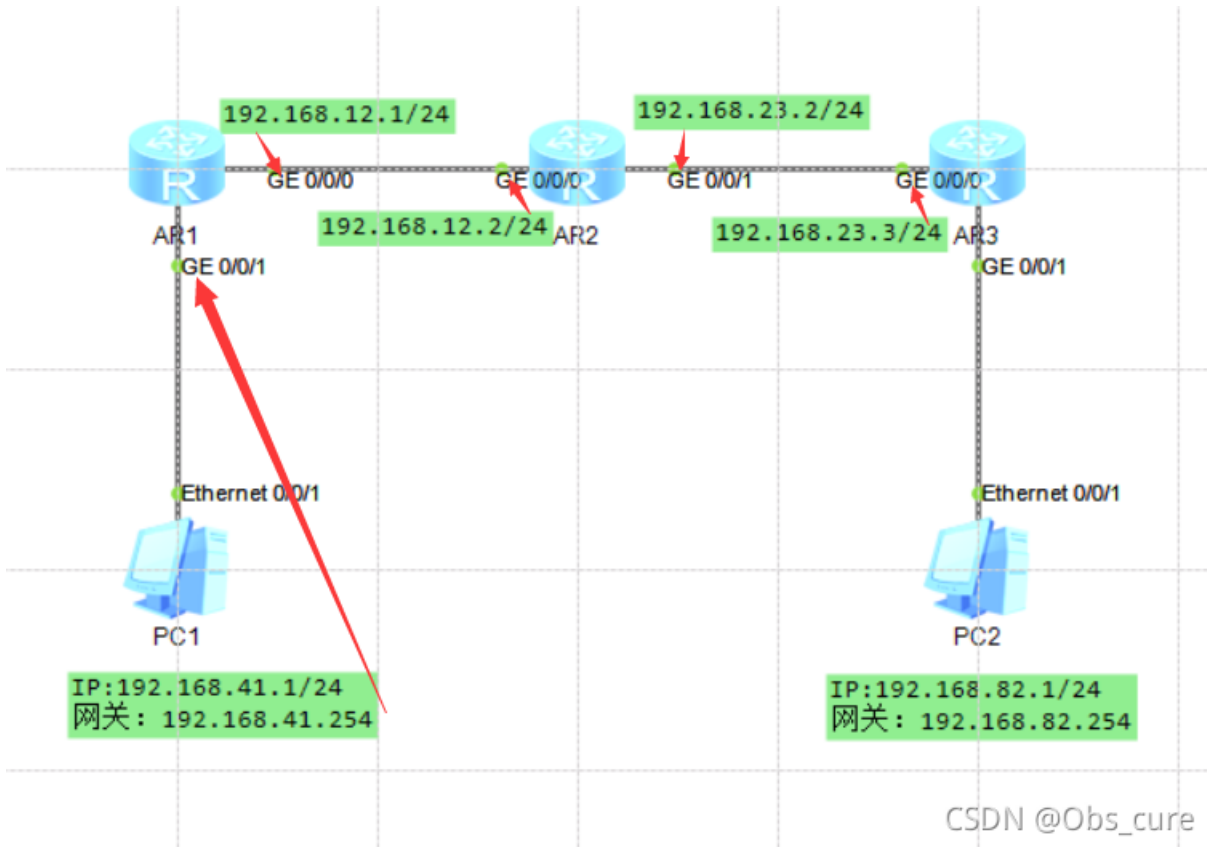 192.168.12.1/24
192.168.23.2/24
GE 0/0/0
GE 0/0/0
GE 0/0/1
GE 0/0/0
R
R
R
192.168.12.2/24
192.168.23.3/24
AR1
AR2
AR3
GE 0/0/1
GE 0/0/1
Ethernet 0/0/1
Ethernet 0/0/1
PC1
PC2
IP:192.168.41.1/24
网关：192.168.41.254
IP:192.168.82.1/24
网关：192.168.82.254
CSDN @Obs_cure